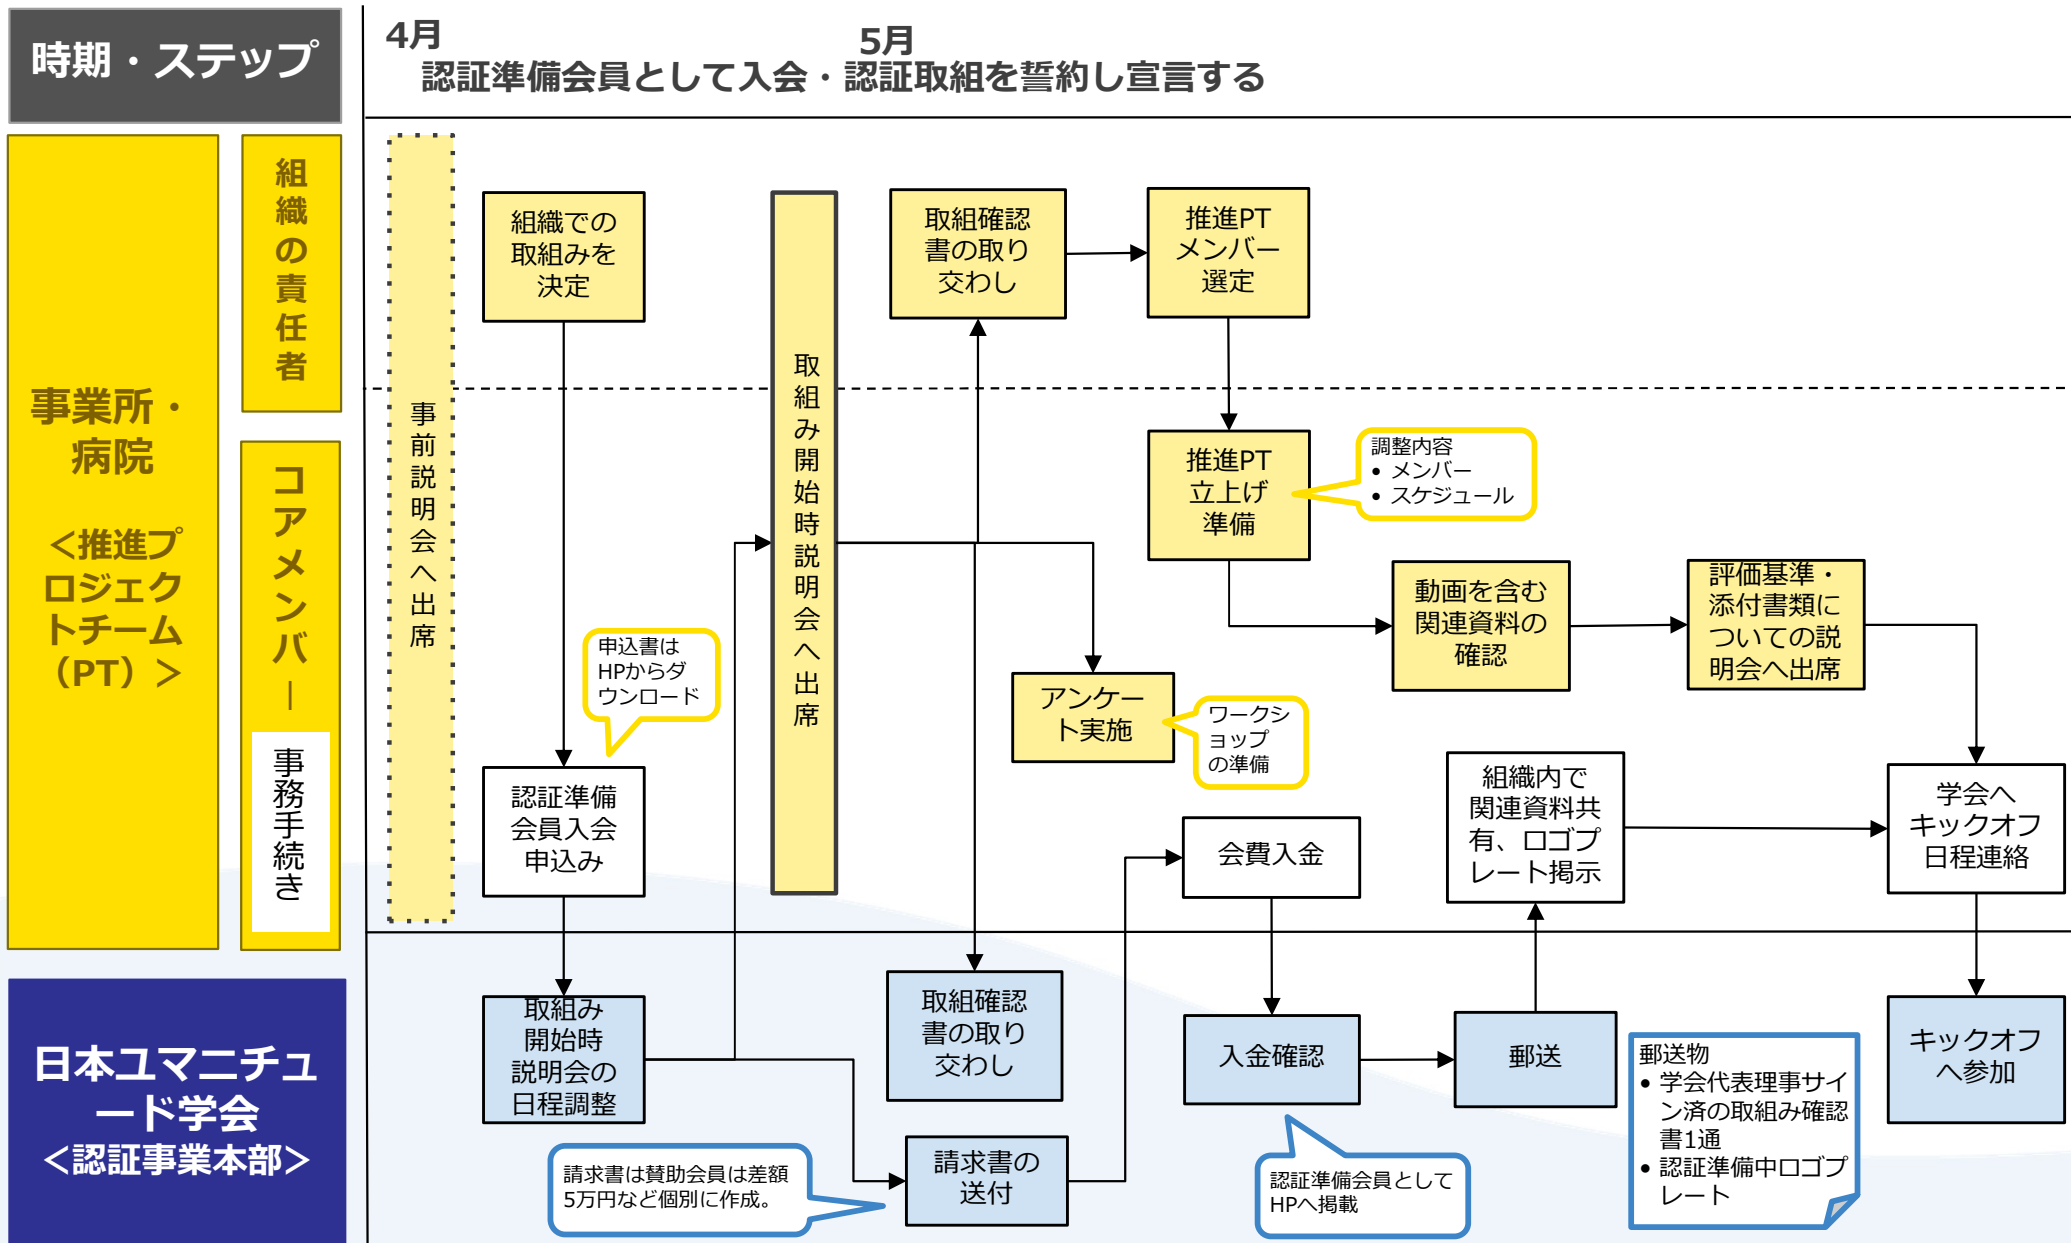 時期・ステップ
4月
5月
認証準備会員として入会・認証取組を誓約し宣言する
事業所・
病院
＜推進プ
ロジェク
トチーム
（PT）＞
組織の責任者
コアメンバー
事務手続き
日本ユマニチュ
ード学会
＜認証事業本部＞
事前説明会へ出席
組織での
取組みを
決定
申込書は
HPからダ
ウンロード
認証準備
会員入会
申込み
取組み
開始時
説明会の
日程調整
取組み開始時説明会へ出席
取組確認
書の取り
交わし
推進PT
メンバー
選定
推進PT
立上げ
準備
調整内容
• メンバー
• スケジュール
アンケー
ト実施
ワークシ
ョップ
の準備
動画を含む
関連資料の
確認
評価基準・
添付書類に
ついての説
明会へ出席
会費入金
組織内で
関連資料共
有、ロゴプ
レート掲示
学会へ
キックオフ
日程連絡
取組確認
書の取り
交わし
請求書は賛助会員は差額
5万円など個別に作成。
請求書の
送付
入金確認
認証準備会員として
HPへ掲載
郵送
郵送物
• 学会代表理事サイ
ン済の取組み確認
書1通
• 認証準備中ロゴプ
レート
キックオフ
へ参加